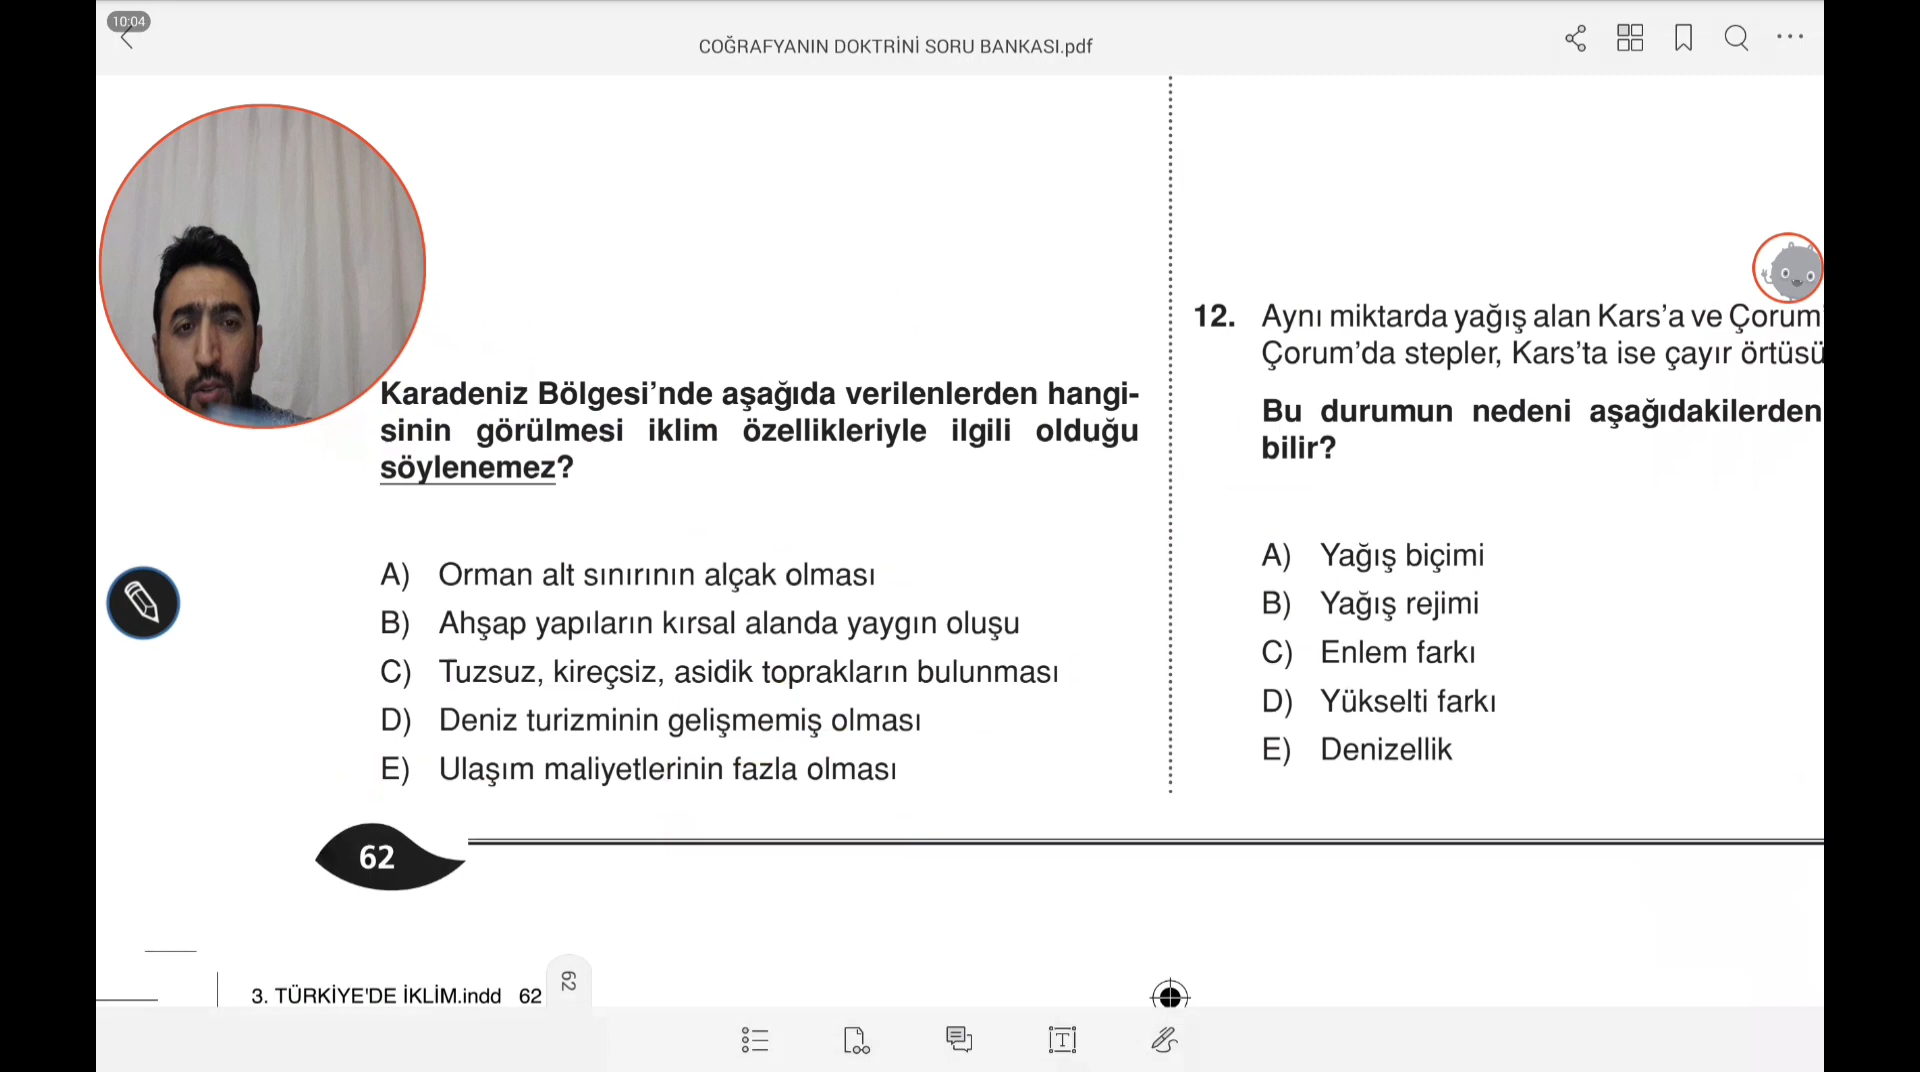 10:04
COĞRAFYANIN DOKTRİNİ SORU BANKASI.pdf
Karadeniz Bölgesi’nde aşağıda verilenlerden hangi-
sinin görülmesi iklim özellikleriyle ilgili olduğu
söylenemez?
A) Orman alt sınırının alçak olması
B) Ahşap yapıların kırsal alanda yaygın oluşu
C) Tuzsuz, kireçsiz, asidik toprakların bulunması
D) Deniz turizminin gelişmemiş olması
E) Ulaşım maliyetlerinin fazla olması
12. Aynı miktarda yağış alan Kars’a ve Çorum’
Çorum’da stepler, Kars’ta ise çayır örtüsü
Bu durumun nedeni aşağıdakilerden
bilir?
A) Yağış biçimi
B) Yağış rejimi
C) Enlem farkı
D) Yükselti farkı
E) Denizellik
62
3. TÜRKİYE'DE İKLİM.indd 62
62